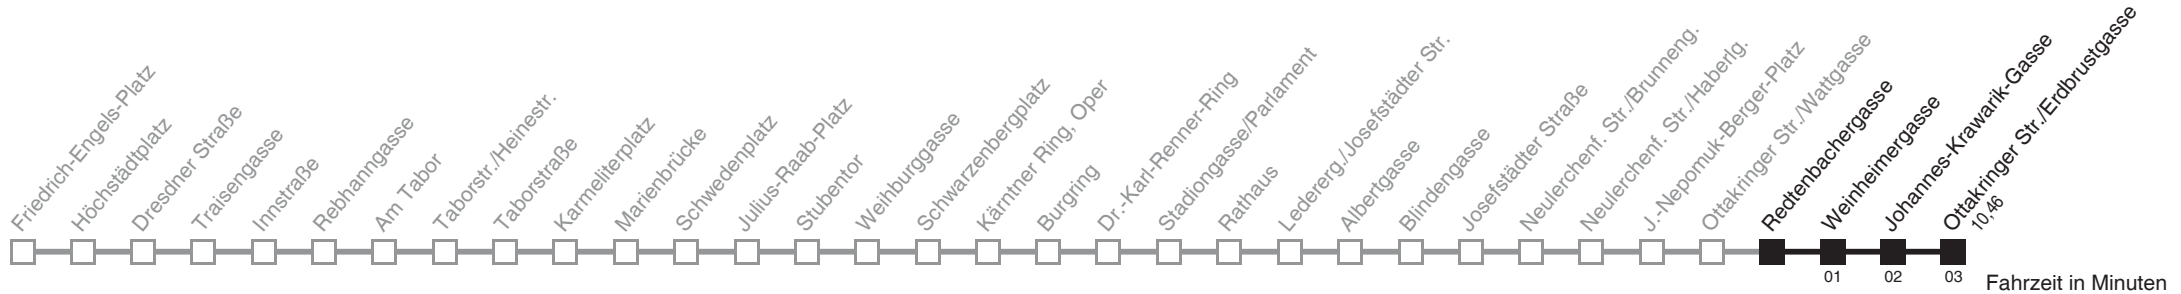 Friedrich-Engels-Platz
Höchstädtplatz
Dresdner Straße
Traisengasse
Innstraße
Rebhanngasse
Am Tabor
Taborstr./Heinestr.
Taborstraße
Karmeliterplatz
Marienbrücke
Schwedenplatz
Julius-Raab-Platz
Stubentor
Weihburggasse
Schwarzenbergplatz
Kärntner Ring, Oper
Burgring
Dr.-Karl-Renner-Ring
Stadiongasse/Parlament
Rathaus
Ledererg./Josefstädter Str.
Albertgasse
Blindengasse
Josefstädter Straße
Neulerchenf. Str./Brunneng.
Neulerchenf. Str./Haberlg.
J.-Nepomuk-Berger-Platz
Ottakringer Str./Wattgasse
Redtenbachergasse
Weinheimergasse
Johannes-Krawarik-Gasse
Ottakringer Str./Erdbrustgasse
10,46
01
02
03
Fahrzeit in Minuten